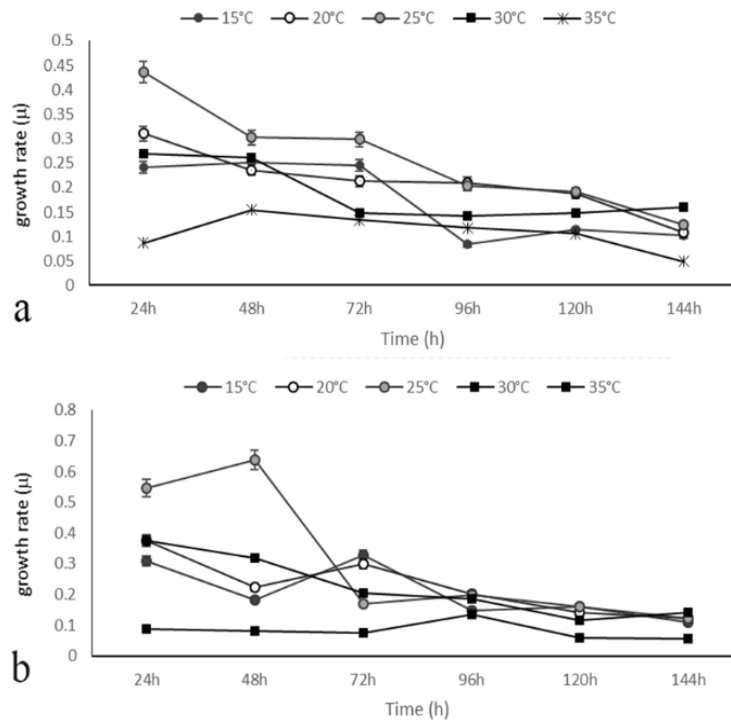 15°C 20°C 25°C 30°C 35°C
0.5
0.45
0.4
0.35
0.3
0.25
0.2
0.15
0.1
0.05
0
growth rate (μ)
24h 48h 72h 96h 120h 144h
Time (h)
a
15°C 20°C 25°C 30°C 35°C
0.8
0.7
0.6
0.5
0.4
0.3
0.2
0.1
0
growth rate (μ)
24h 48h 72h 96h 120h 144h
Time (h)
b